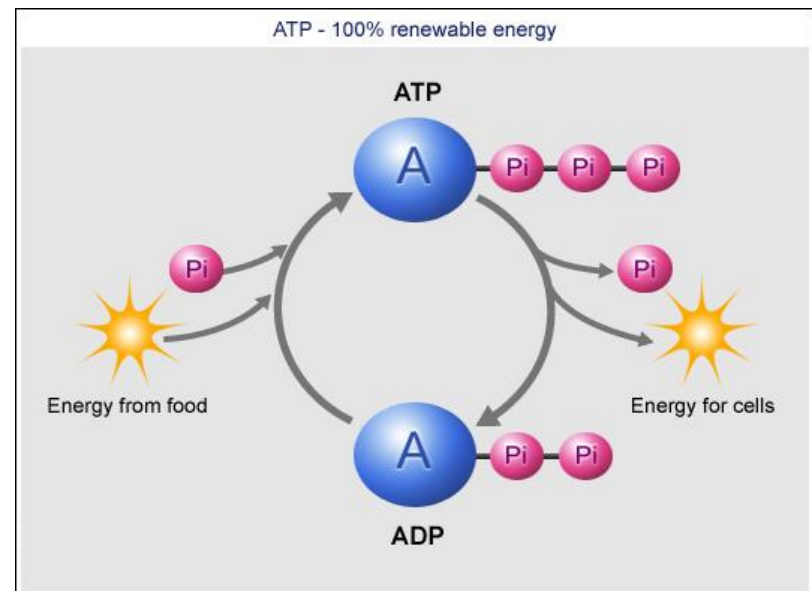 ATP - 100% renewable energy
ATP
A Pi Pi Pi
Pi Pi
Energy from food Energy for cells
A Pi Pi
ADP